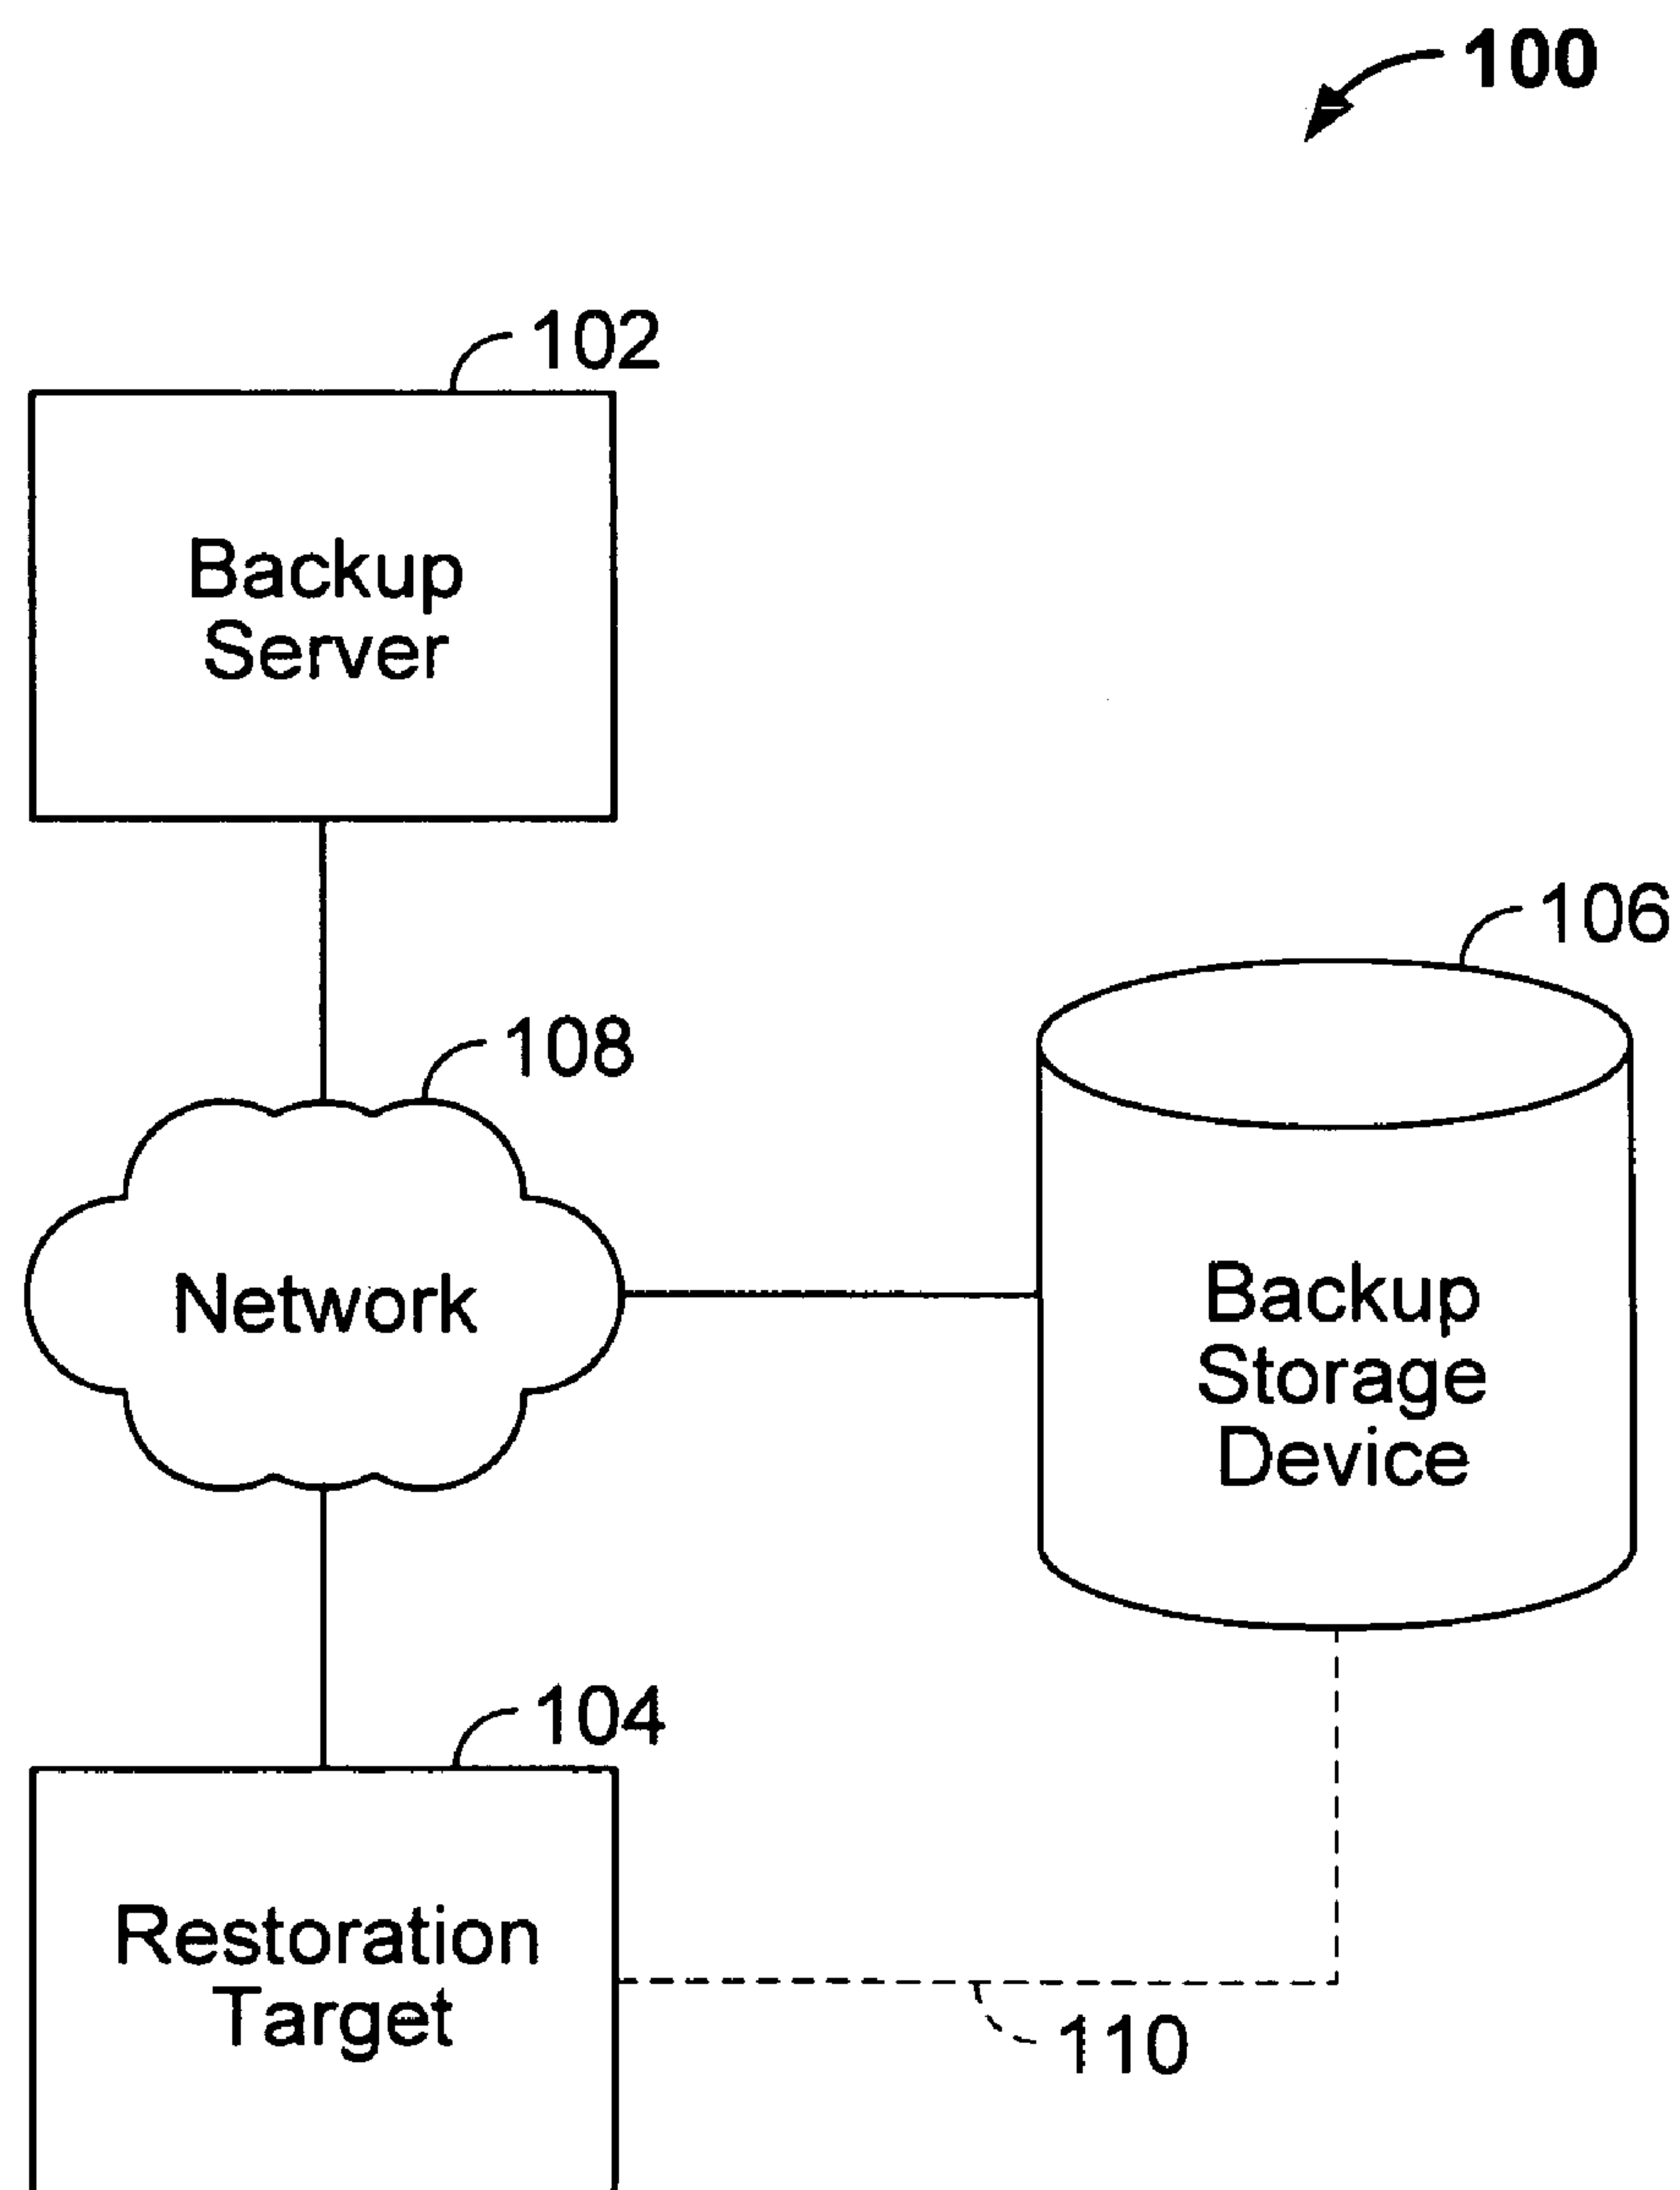 100
102
Backup
Server
106
108
Network
Backup
Storage
Device
104
Restoration
Target
110